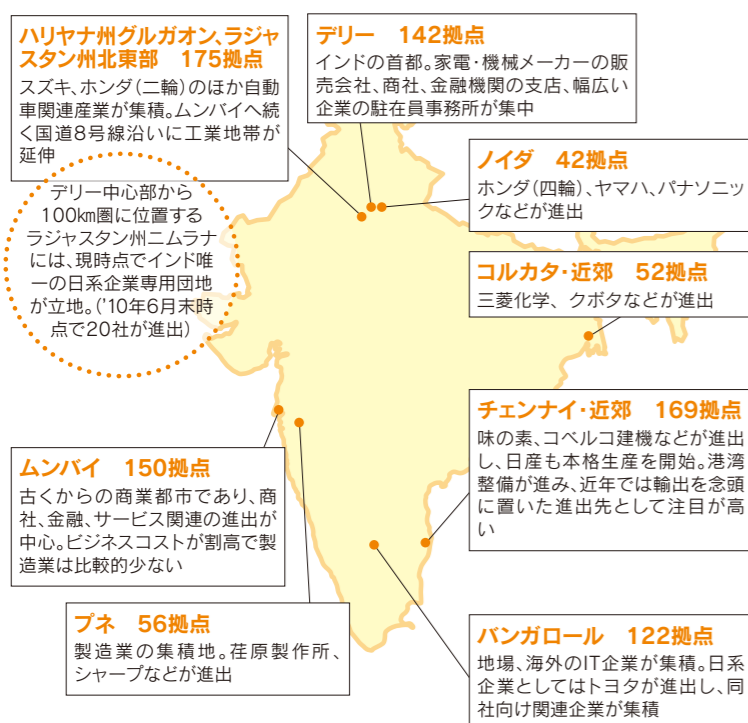 ハリヤナ州グルガオン、ラジャ
スタン州北東部　175拠点
スズキ、ホンダ（二輪）のほか自動
車関連産業が集積。ムンバイへ続
く国道8号線沿いに工業地帯が
延伸
デリー中心部から
100km圏に位置する
ラジャスタン州ニムラナ
には、現時点でインド唯
一の日系企業専用団地
が立地。（'10年6月末時
点で20社が進出）
デリー　142拠点
インドの首都。家電・機械メーカーの販
売会社、商社、金融機関の支店、幅広い
企業の駐在員事務所が集中
ノイダ　42拠点
ホンダ（四輪）、ヤマハ、パナソニッ
クなどが進出
コルカタ・近郊　52拠点
三菱化学、クボタなどが進出
チェンナイ・近郊　169拠点
味の素、コベルコ建機などが進出
し、日産も本格生産を開始。港湾
整備が進み、近年では輸出を念頭
に置いた進出先として注目が高
い
ムンバイ　150拠点
古くからの商業都市であり、商
社、金融、サービス関連の進出が
中心。ビジネスコストが割高で製
造業は比較的少ない
プネ　56拠点
製造業の集積地。荏原製作所、
シャープなどが進出
バンガロール　122拠点
地場、海外のIT企業が集積。日系
企業としてはトヨタが進出し、同
社向け関連企業が集積